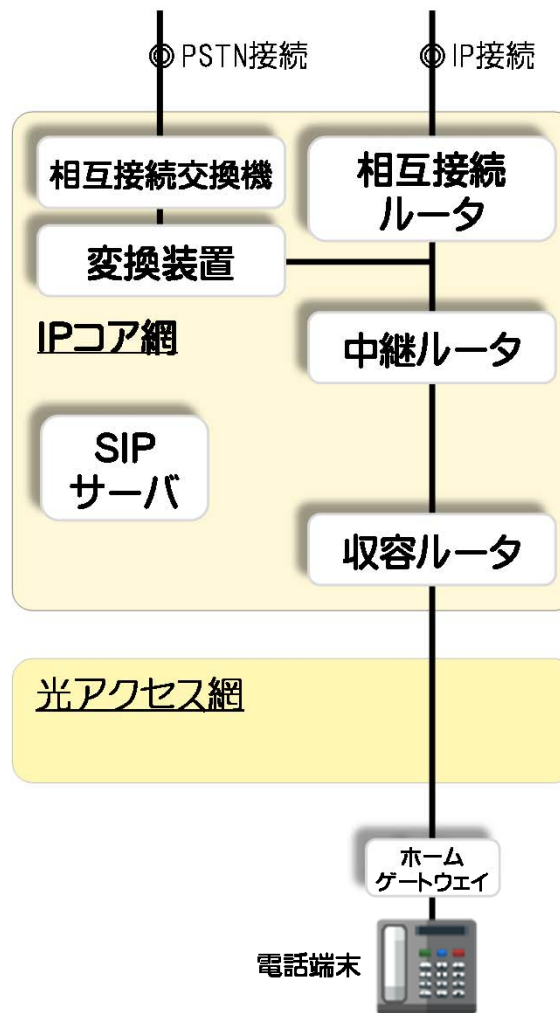 ◎PSTN接続
◎IP接続
相互接続交換機
相互接続
ルータ
変換装置
IPコア網
中継ルータ
SIP
サーバ
収容ルータ
光アクセス網
ホーム
ゲートウェイ
電話端末